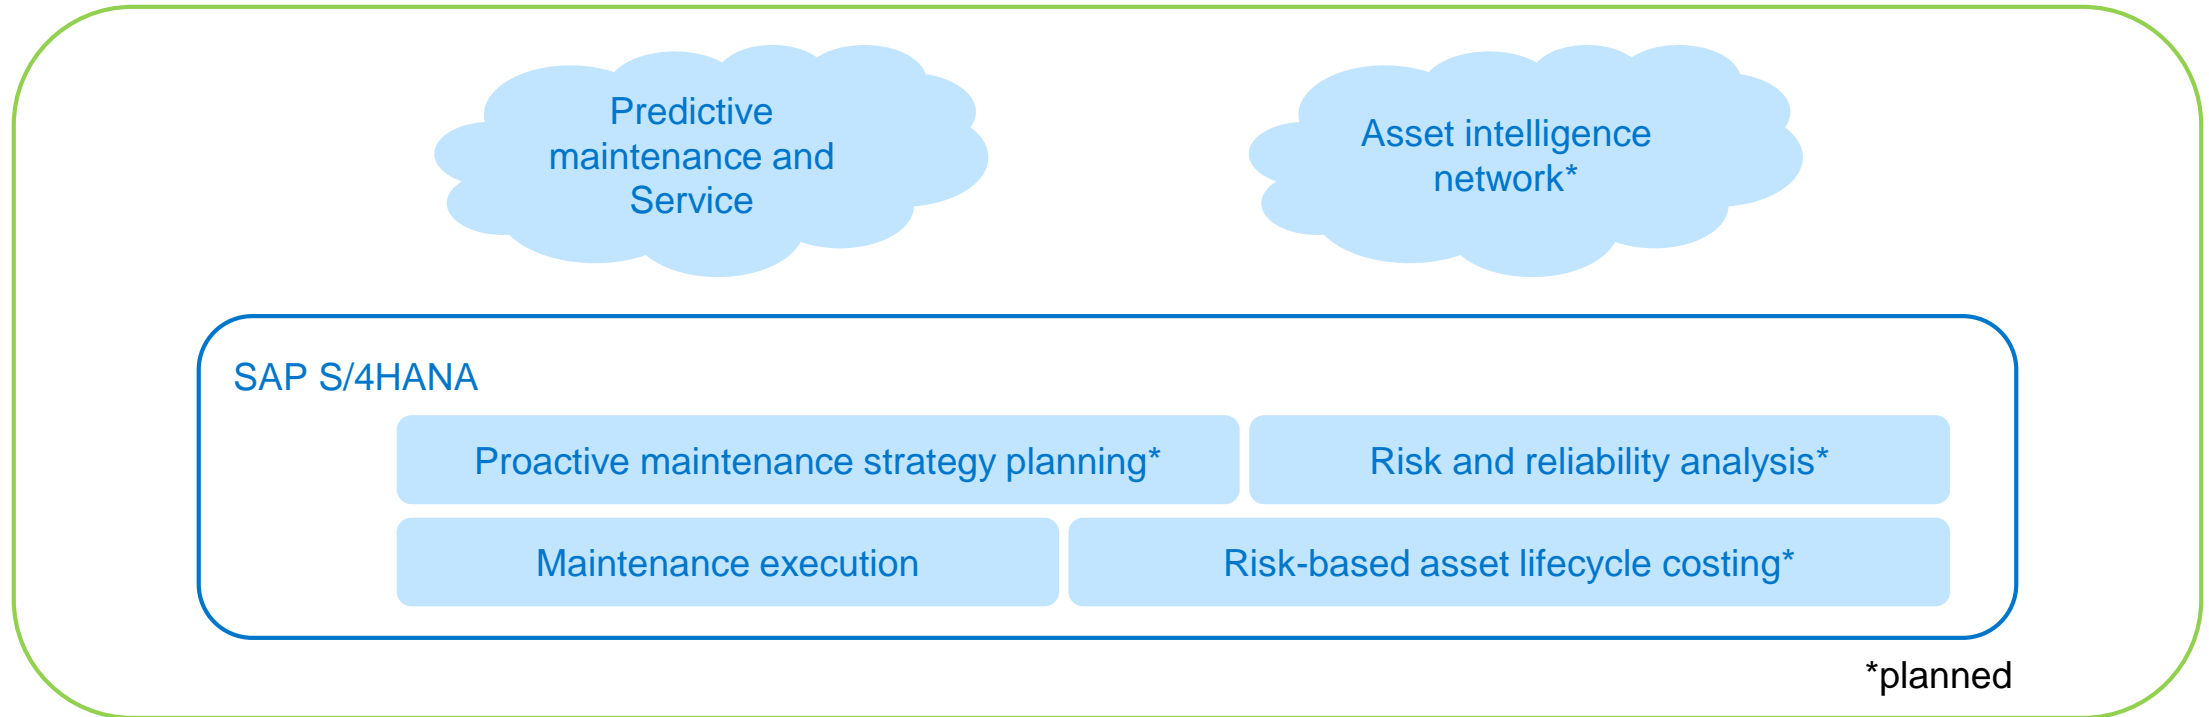 Predictive
maintenance and
Service
Asset intelligence
network*
SAP S/4HANA
Proactive maintenance strategy planning*
Risk and reliability analysis*
Maintenance execution
Risk-based asset lifecycle costing*
*planned